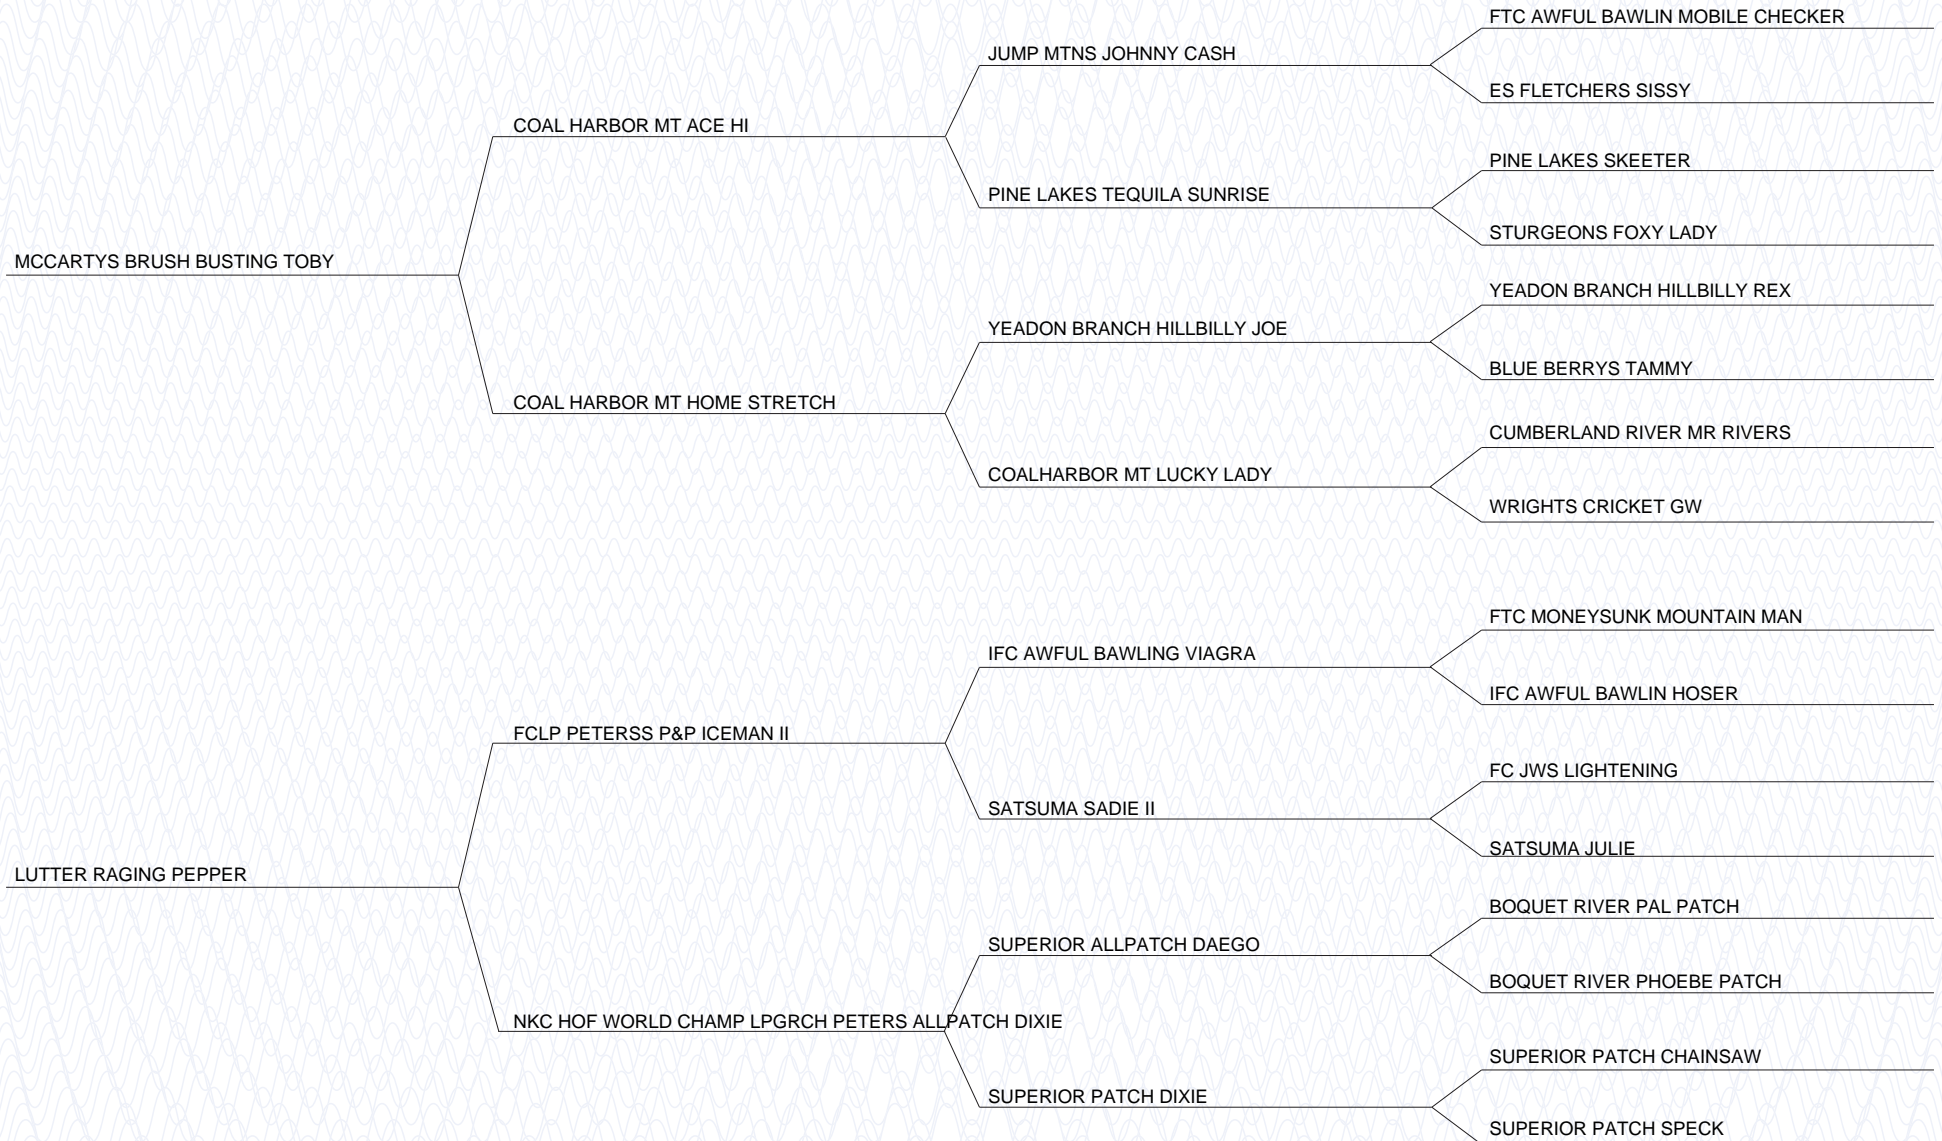 FTC AWFUL BAWLIN MOBILE CHECKER
JUMP MTNS JOHNNY CASH
ES FLETCHERS SISSY
COAL HARBOR MT ACE HI
PINE LAKES SKEETER
PINE LAKES TEQUILA SUNRISE
STURGEONS FOXY LADY
MCCARTYS BRUSH BUSTING TOBY
YEADON BRANCH HILLBILLY REX
YEADON BRANCH HILLBILLY JOE
BLUE BERRYS TAMMY
COAL HARBOR MT HOME STRETCH
CUMBERLAND RIVER MR RIVERS
COALHARBOR MT LUCKY LADY
WRIGHTS CRICKET GW
FTC MONEYSUNK MOUNTAIN MAN
IFC AWFUL BAWLING VIAGRA
IFC AWFUL BAWLIN HOSER
FCLP PETERSS P&P ICEMAN II
FC JWS LIGHTENING
SATSUMA SADIE II
SATSUMA JULIE
LUTTER RAGING PEPPER
BOQUET RIVER PAL PATCH
SUPERIOR ALLPATCH DAEGO
BOQUET RIVER PHOEBE PATCH
NKC HOF WORLD CHAMP LPGRCH PETERS ALLPATCH DIXIE
SUPERIOR PATCH CHAINSAW
SUPERIOR PATCH DIXIE
SUPERIOR PATCH SPECK